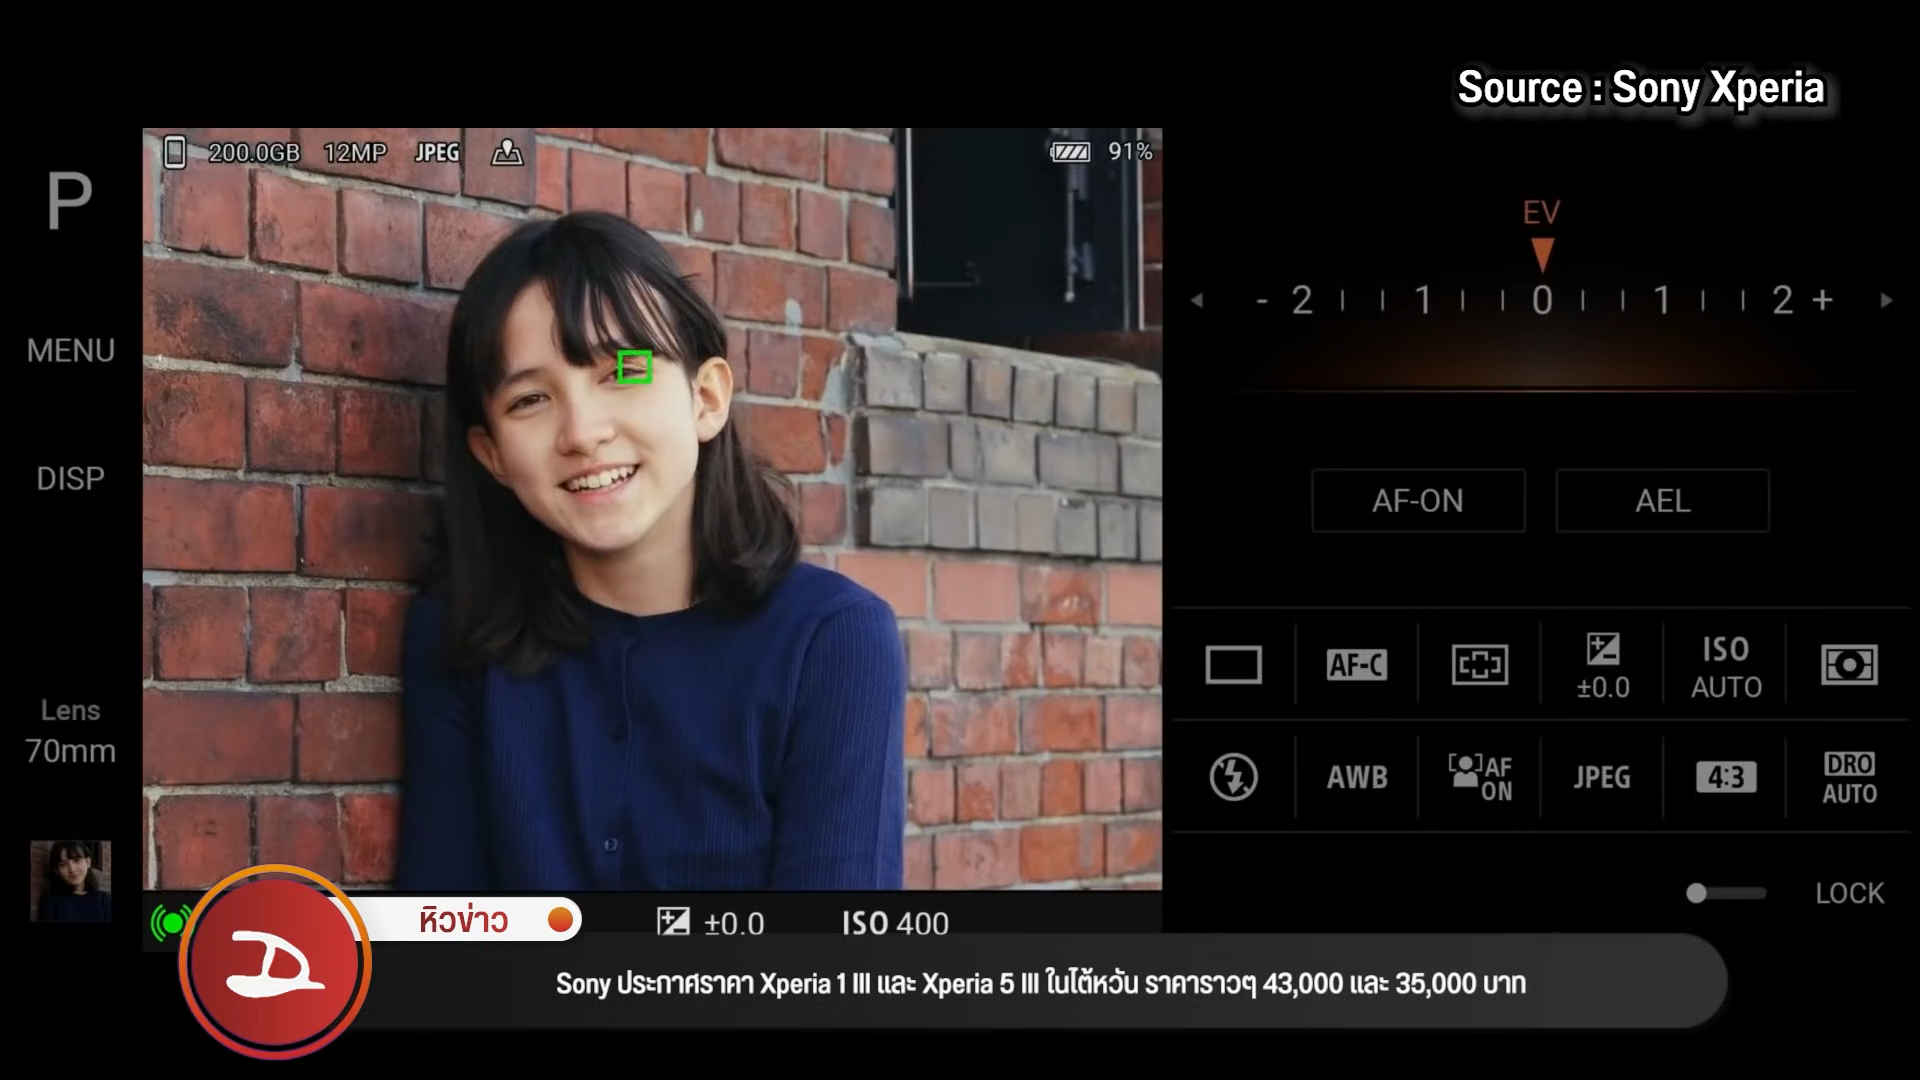 Source : Sony Xperia
200.0GB 12MP JPEG 91%
P
MENU
DISP
Lens
70mm
EV
- 2 1 0 1 2 +
AF-ON AEL
AF-C
±0.0
ISO
AUTO
AWB
AF
ON
JPEG
4:3
DRO
AUTO
LOCK
±0.0 ISO 400
หิวข่าว
Sony ประกาศราคา Xperia 1 III และ Xperia 5 III ในไต้หวัน ราคาราวๆ 43,000 และ 35,000 บาท